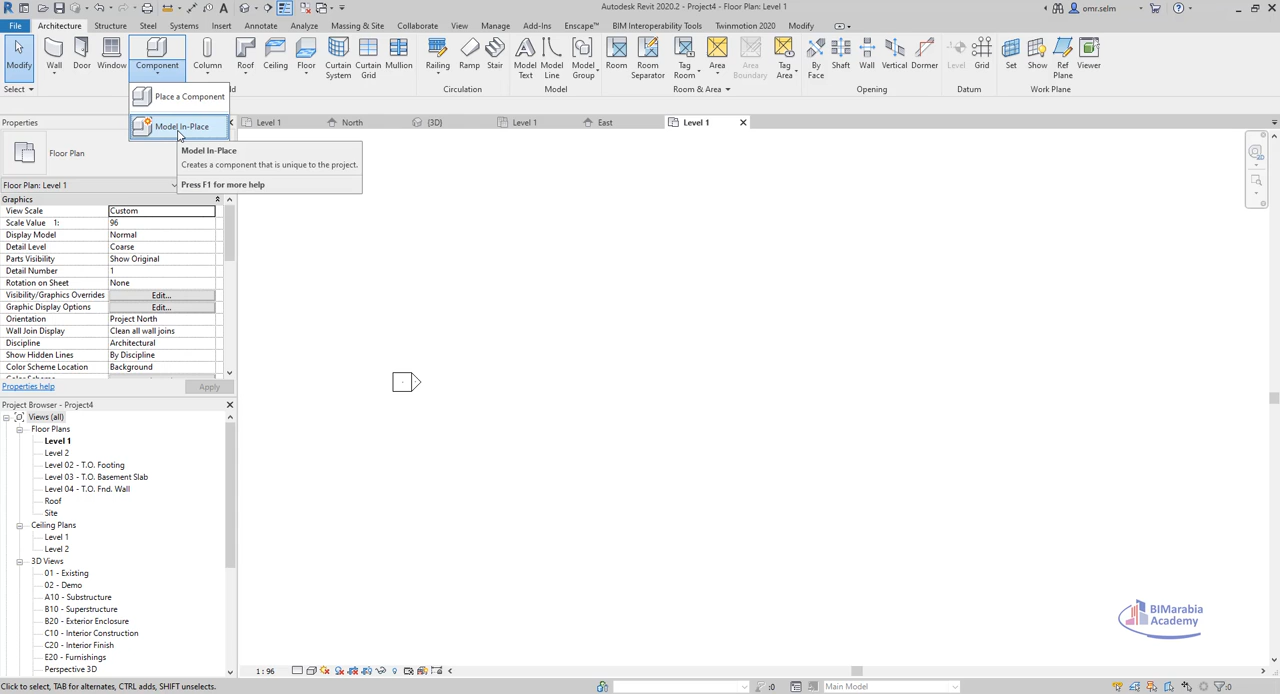 Autodesk Revit 2020.2 - Project4 - Floor Plan: Level 1
omr.selm
File Architecture Structure Steel Systems Insert Annotate Analyze Massing & Site Collaborate View Manage Add-Ins Enscape™ BIM Interoperability Tools Twinmotion 2020 Modify
Modify Wall Door Window Component Column Roof Ceiling Floor Curtain System Curtain Grid Mullion Railing Ramp Stair Model Text Model Line Model Group Room Room Separator Tag Room Area Area Boundary Tag Area By Face Shaft Wall Vertical Dormer Level Grid Set Show Ref Plane Viewer
Select ld Circulation Model Room & Area Opening Datum Work Plane
Place a Component
Model In-Place
Model In-Place
Creates a component that is unique to the project.
Press F1 for more help
Level 1 North {3D} Level 1 East Level 1
Properties
Floor Plan
Floor Plan: Level 1
Graphics
View Scale Custom
Scale Value 1: 96
Display Model Normal
Detail Level Coarse
Parts Visibility Show Original
Detail Number 1
Rotation on Sheet None
Visibility/Graphics Overrides Edit...
Graphic Display Options Edit...
Orientation Project North
Wall Join Display Clean all wall joins
Discipline Architectural
Show Hidden Lines By Discipline
Color Scheme Location Background
Properties help Apply
Project Browser - Project4
Views (all)
Floor Plans
Level 1
Level 2
Level 02 - T.O. Footing
Level 03 - T.O. Basement Slab
Level 04 - T.O. Fnd. Wall
Roof
Site
Ceiling Plans
Level 1
Level 2
3D Views
01 - Existing
02 - Demo
A10 - Substructure
B10 - Superstructure
B20 - Exterior Enclosure
C10 - Interior Construction
C20 - Interior Finish
E20 - Furnishings
Perspective 3D
BIMarabia
Academy
1 : 96
Click to select, TAB for alternates, CTRL adds, SHIFT unselects.
:0
Main Model
:0